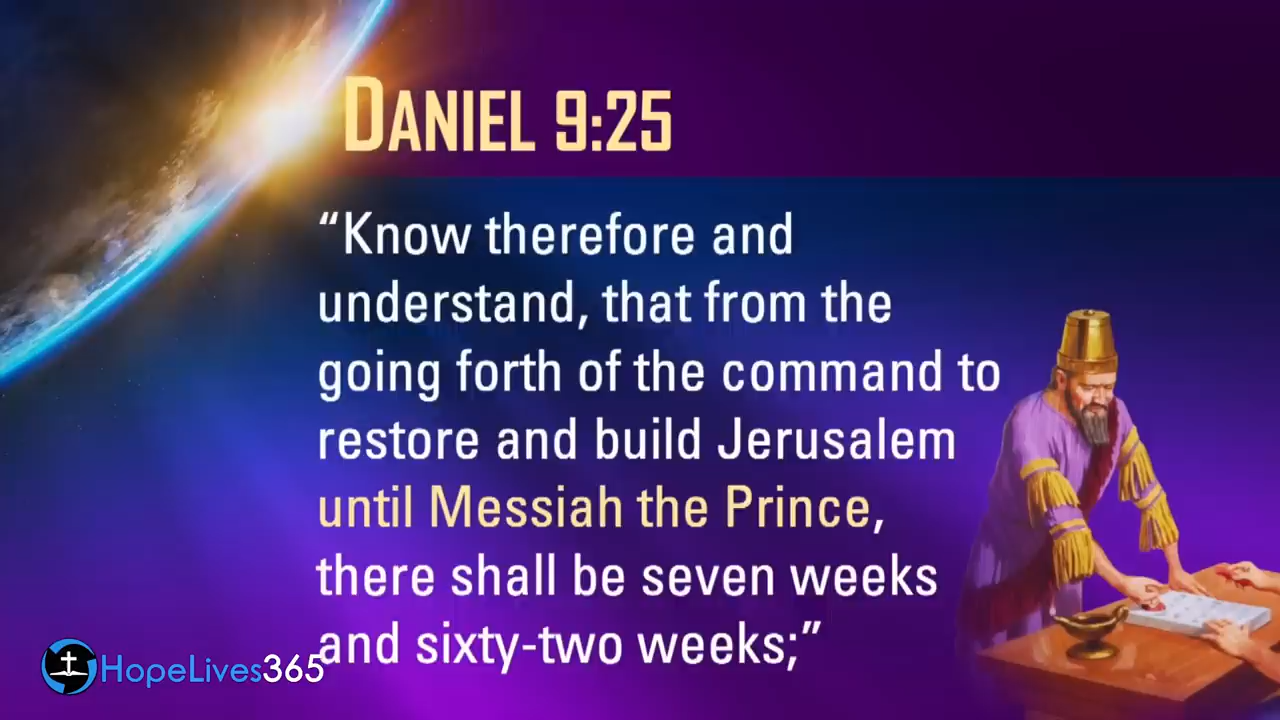 DANIEL 9:25
“Know therefore and
understand, that from the
going forth of the command to
restore and build Jerusalem
until Messiah the Prince,
there shall be seven weeks
and sixty-two weeks;”
HopeLives365